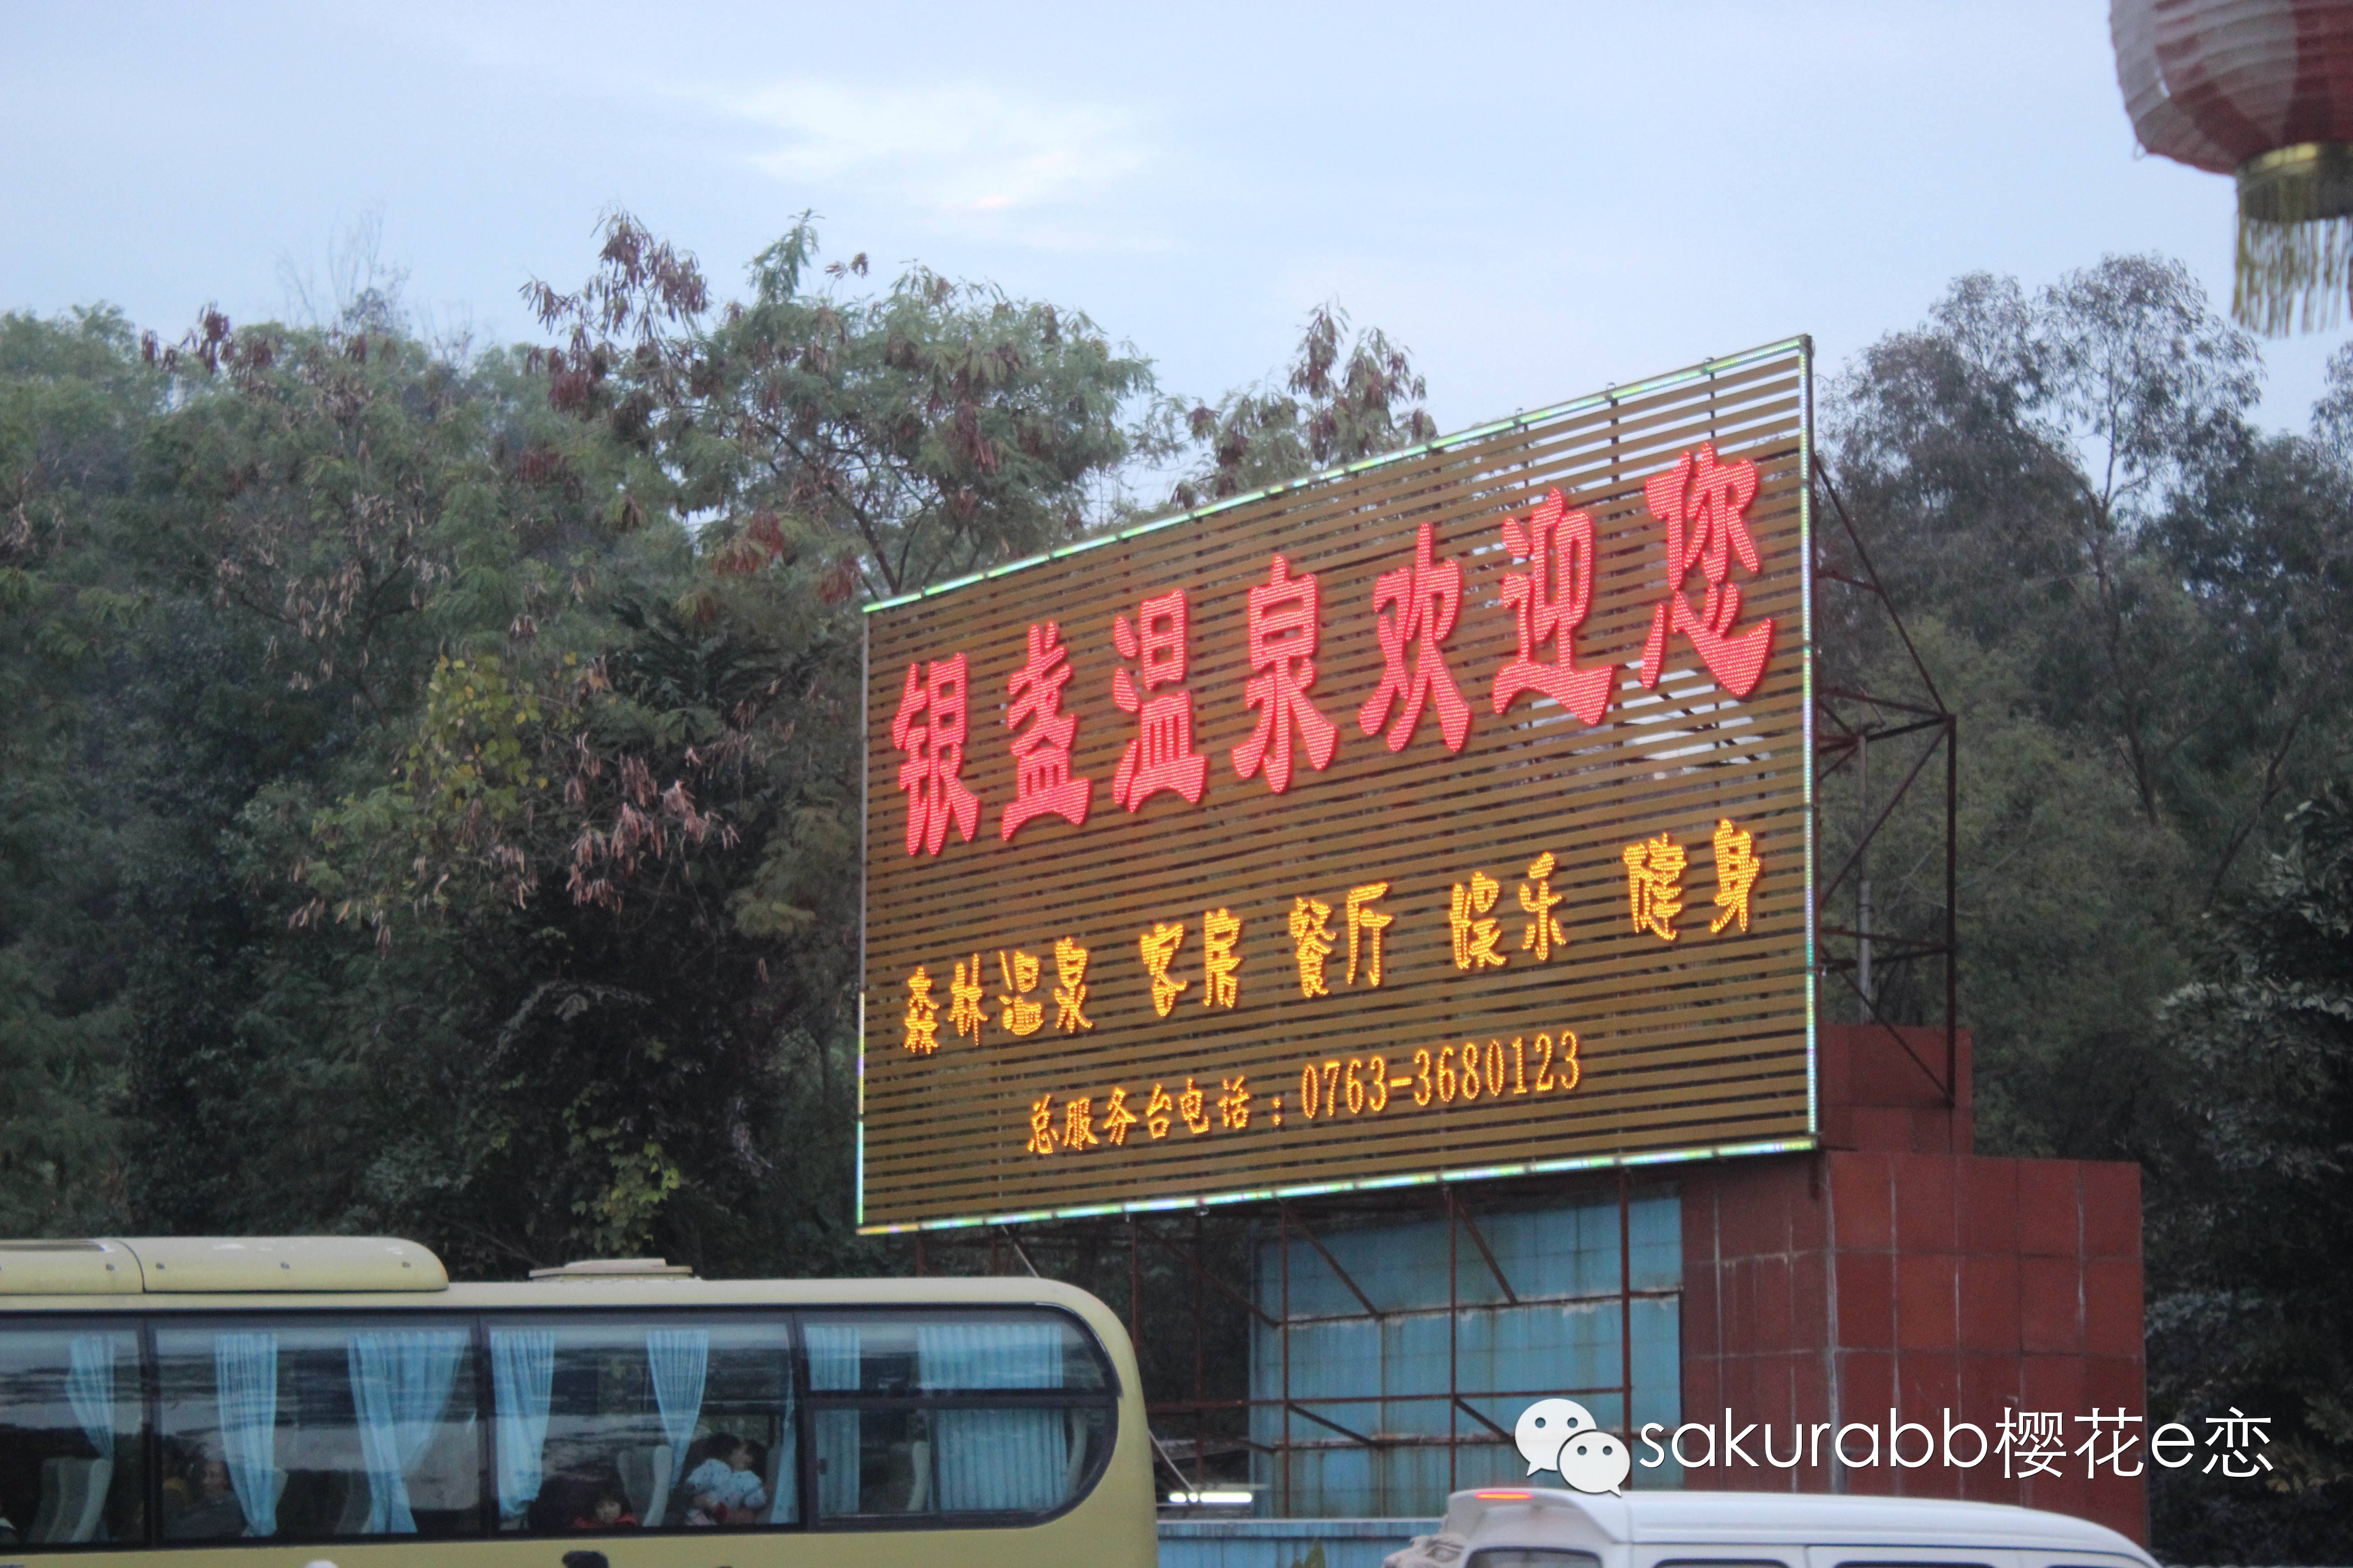 银盏温泉欢迎您
森林温泉 客房 餐厅 娱乐 健身
总服务台电话：0763-3680123
sakurabb樱花e恋